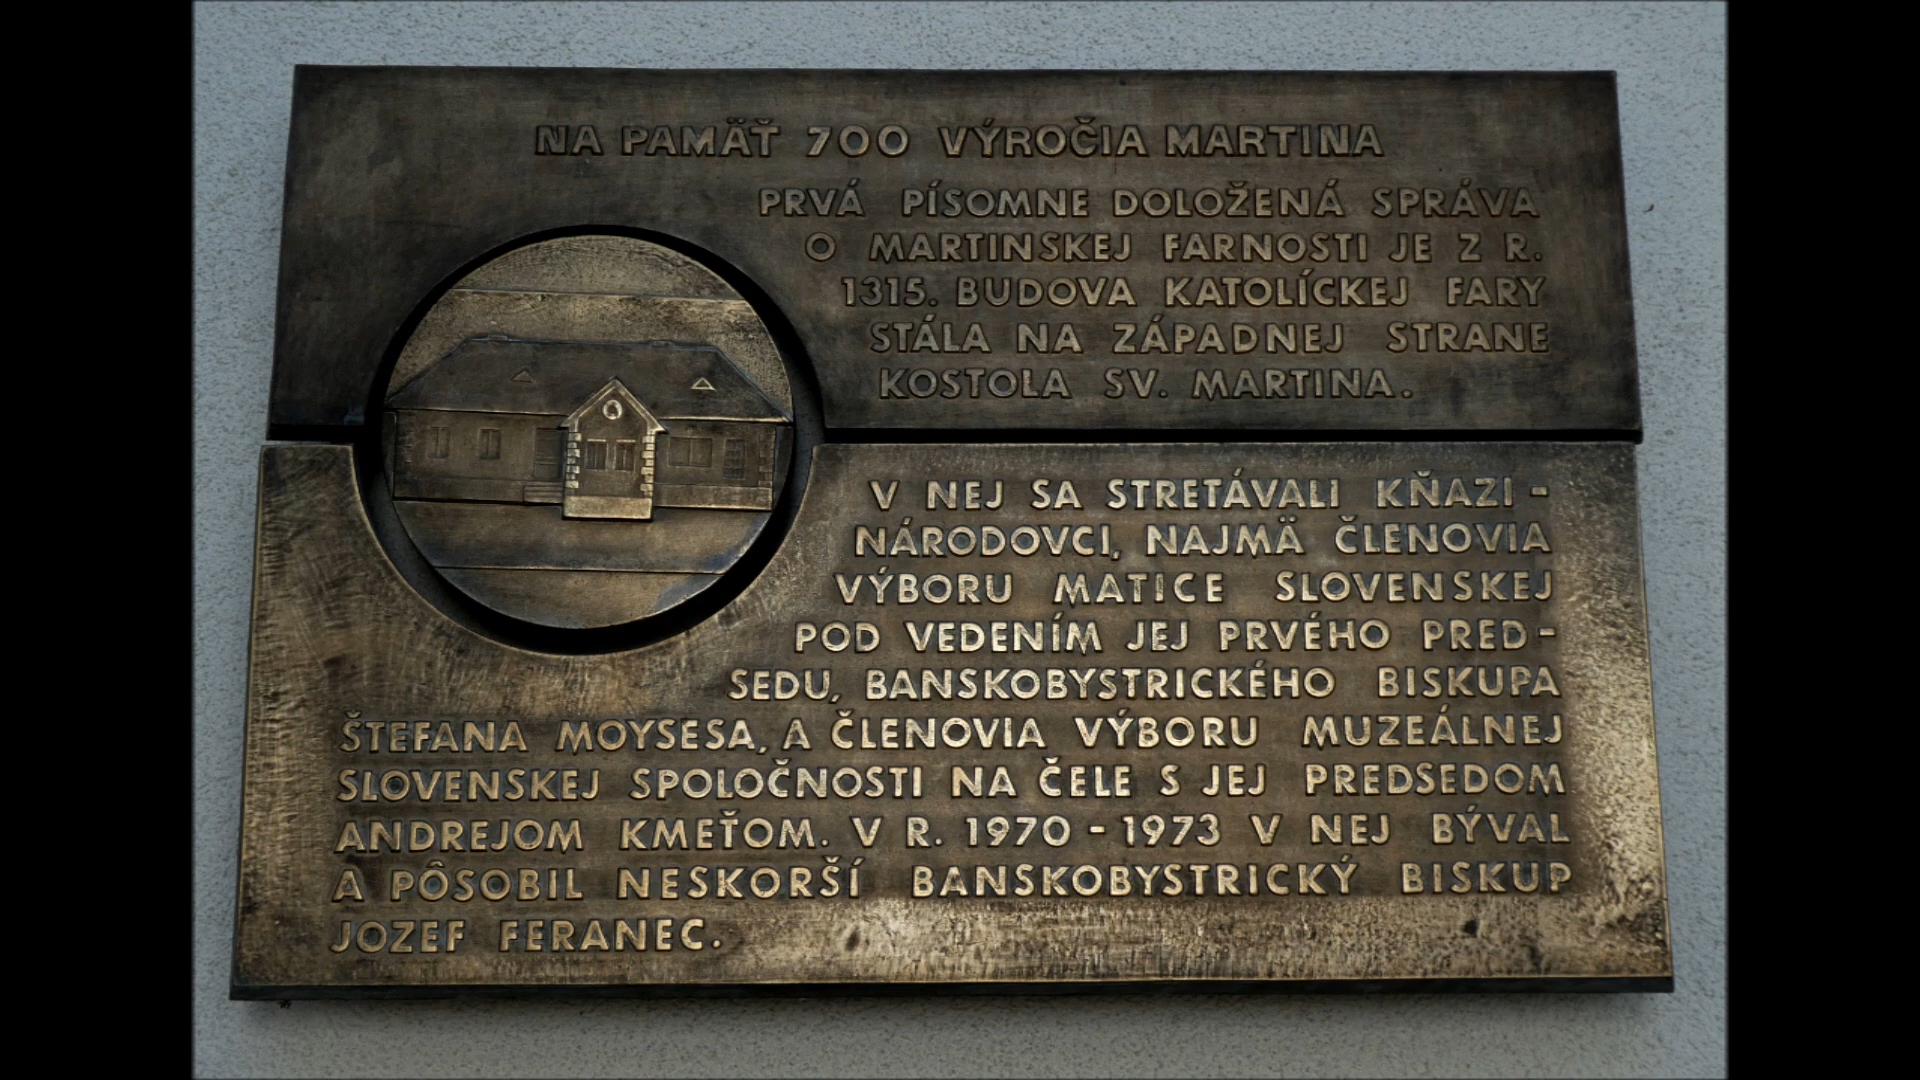 NA PAMÄŤ 700 VÝROČIA MARTINA
PRVÁ PÍSOMNE DOLOŽENÁ SPRÁVA
O MARTINSKEJ FARNOSTI JE Z R.
1315. BUDOVA KATOLÍCKEJ FARY
STÁLA NA ZÁPADNEJ STRANE
KOSTOLA SV. MARTINA.
V NEJ SA STRETÁVALI KŇAZI -
NÁRODOVCI, NAJMÄ ČLENOVIA
VÝBORU MATICE SLOVENSKEJ
POD VEDENÍM JEJ PRVÉHO PRED-
SEDU, BANSKOBYSTRICKÉHO BISKUPA
ŠTEFANA MOYSESA, A ČLENOVIA VÝBORU MUZEÁLNEJ
SLOVENSKEJ SPOLOČNOSTI NA ČELE S JEJ PREDSEDOM
ANDREJOM KMEŤOM. V R. 1970 - 1973 V NEJ BÝVAL
A PÔSOBIL NESKORŠÍ BANSKOBYSTRICKÝ BISKUP
JOZEF FERANEC.